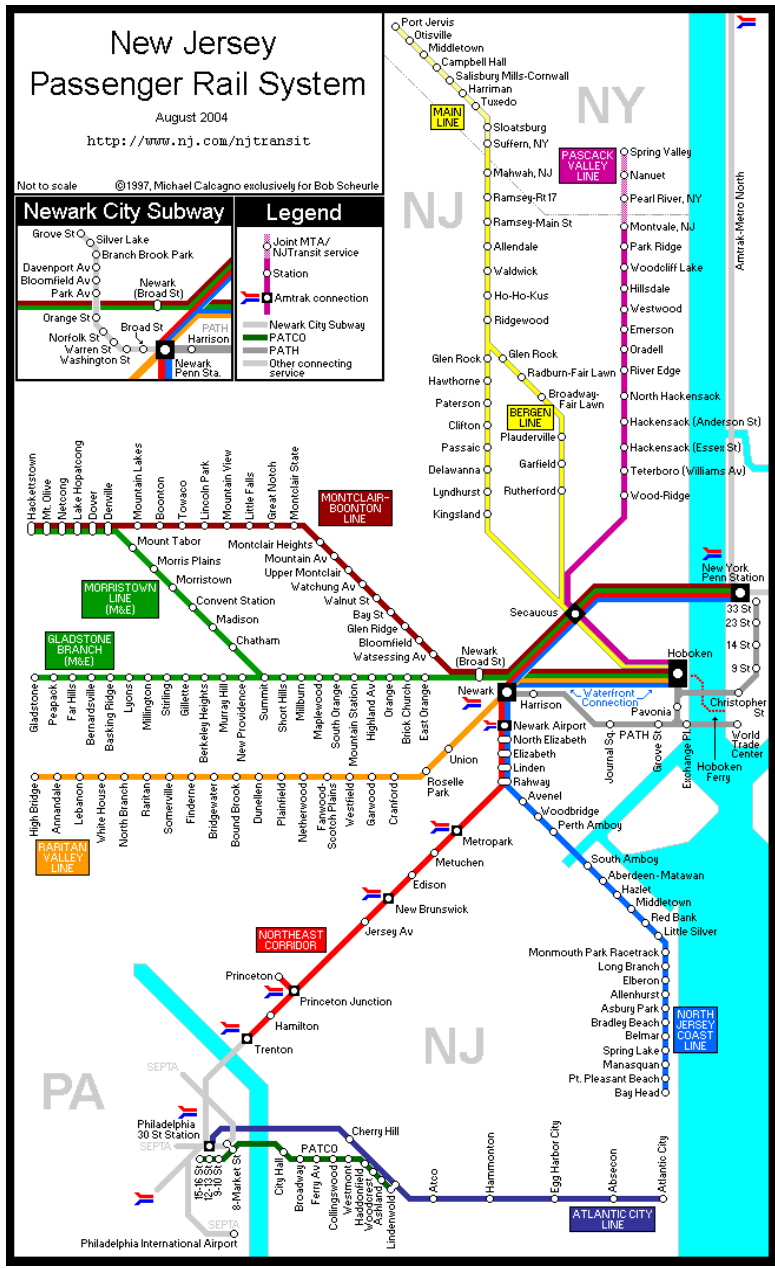 New Jersey
Passenger Rail System
August 2004
http://www.nj.com/njtransit
Not to scale
©1997, Michael Calcagno exclusively for Bob Scheurle
Newark City Subway
Grove St
Silver Lake
Branch Brook Park
Davenport Av
Bloomfield Av
Park Av
Newark
(Broad St)
Orange St
Norfolk St
Warren St
Washington St
Broad St
PATH
Harrison
Newark
Penn Sta.
Legend
Joint MTA/
NJTransit service
Station
Amtrak connection
Newark City Subway
PATCO
PATH
Other connecting
service
Port Jervis
Otisville
Middletown
Campbell Hall
Salisbury Mills-Cornwall
Harriman
Tuxedo
MAIN
LINE
Sloatsburg
Suffern, NY
Mahwah, NJ
Ramsey-Rt 17
Ramsey-Main St
Allendale
Waldwick
Ho-Ho-Kus
Ridgewood
Glen Rock
Hawthorne
Paterson
Clifton
Passaic
Delawanna
Lyndhurst
Kingsland
Glen Rock
Radburn-Fair Lawn
Broadway-
Fair Lawn
BERGEN
LINE
Plauderville
Garfield
Rutherford
NY
NJ
PASCACK
VALLEY
LINE
Spring Valley
Nanuet
Pearl River, NY
Montvale, NJ
Park Ridge
Woodcliff Lake
Hillsdale
Westwood
Emerson
Oradell
River Edge
North Hackensack
Hackensack (Anderson St)
Hackensack (Essex St)
Teterboro (Williams Av)
Wood-Ridge
Amtrak-Metro North
Hackettstown
Mt. Olive
Netcong
Lake Hopatcong
Dover
Denville
Mountain Lakes
Boonton
Towaco
Lincoln Park
Mountain View
Little Falls
Great Notch
Montclair State
MONTCLAIR-
BOONTON
LINE
Montclair Heights
Mountain Av
Upper Montclair
Watchung Av
Walnut St
Bay St
Glen Ridge
Bloomfield
Watsessing Av
Mount Tabor
Morris Plains
Morristown
Convent Station
Madison
Chatham
MORRISTOWN
LINE
(M&E)
GLADSTONE
BRANCH
(M&E)
Gladstone
Peapack
Far Hills
Bernardsville
Basking Ridge
Lyons
Millington
Stirling
Gillette
Berkeley Heights
Murray Hill
New Providence
Summit
Short Hills
Millburn
Maplewood
South Orange
Mountain Station
Highland Av
Orange
Brick Church
East Orange
Newark
(Broad St)
Secaucus
New York
Penn Station
33 St
23 St
14 St
9 St
Christopher
St
Hoboken
Newark
Harrison
Waterfront
Connection
Pavonia
Journal Sq.
PATH
Grove St
Exchange Pl.
World
Trade
Center
Hoboken
Ferry
Newark Airport
North Elizabeth
Elizabeth
Linden
Rahway
Union
Roselle
Park
High Bridge
Annandale
Lebanon
White House
North Branch
Raritan
Somerville
Finderne
Bridgewater
Bound Brook
Dunellen
Plainfield
Netherwood
Fanwood-
Scotch Plains
Westfield
Garwood
Cranford
RARITAN
VALLEY
LINE
Avenel
Woodbridge
Perth Amboy
South Amboy
Aberdeen-Matawan
Hazlet
Middletown
Red Bank
Little Silver
Monmouth Park Racetrack
Long Branch
Elberon
Allenhurst
Asbury Park
Bradley Beach
Belmar
Spring Lake
Manasquan
Pt. Pleasant Beach
Bay Head
NORTH
JERSEY
COAST
LINE
Metropark
Metuchen
Edison
New Brunswick
Jersey Av
NORTHEAST
CORRIDOR
Princeton
Princeton Junction
Hamilton
Trenton
NJ
PA
SEPTA
SEPTA
SEPTA
Philadelphia
30 St Station
15-16 St
12-13 St
9-10 St
8-Market St
Philadelphia International Airport
PATCO
City Hall
Broadway
Ferry Av
Collingswood
Westmont
Haddonfield
Woodcrest
Ashland
Lindenwold
Cherry Hill
Atco
Hammonton
Egg Harbor City
Absecon
Atlantic City
ATLANTIC CITY
LINE